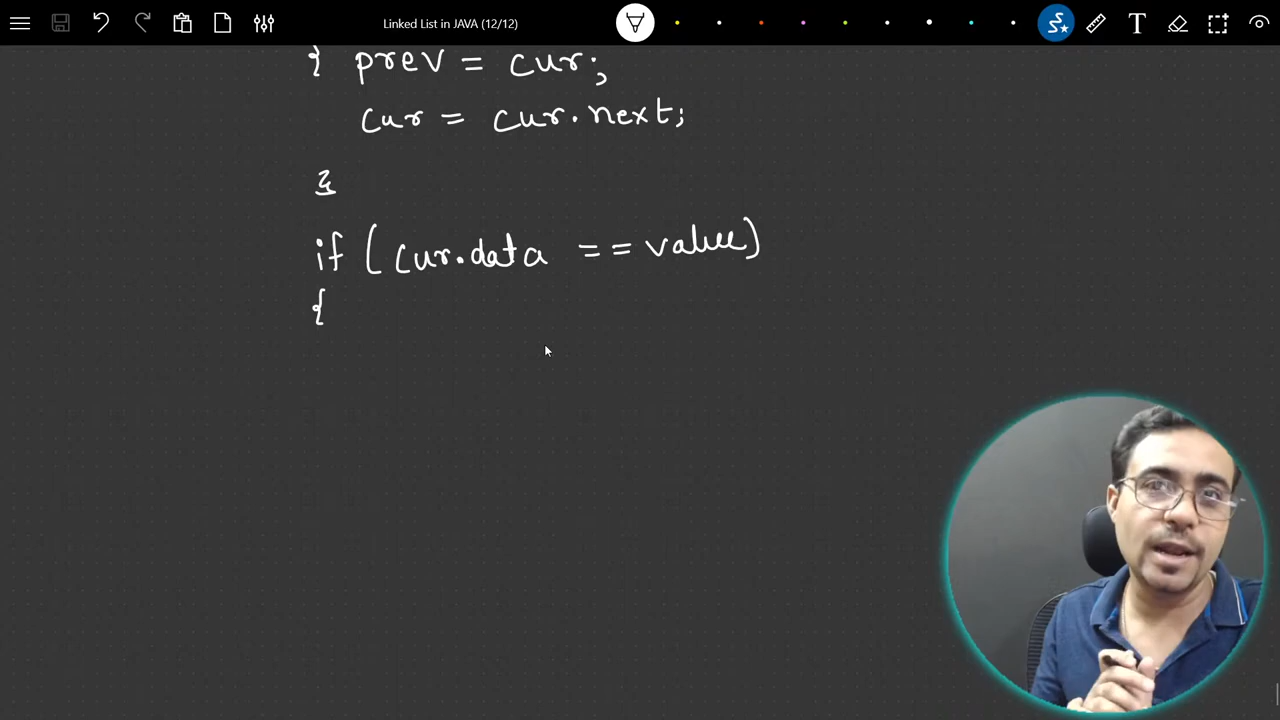 Linked List in JAVA (12/12)
{ prev = cur;
cur = cur.next;
}
if (cur.data == value)
{